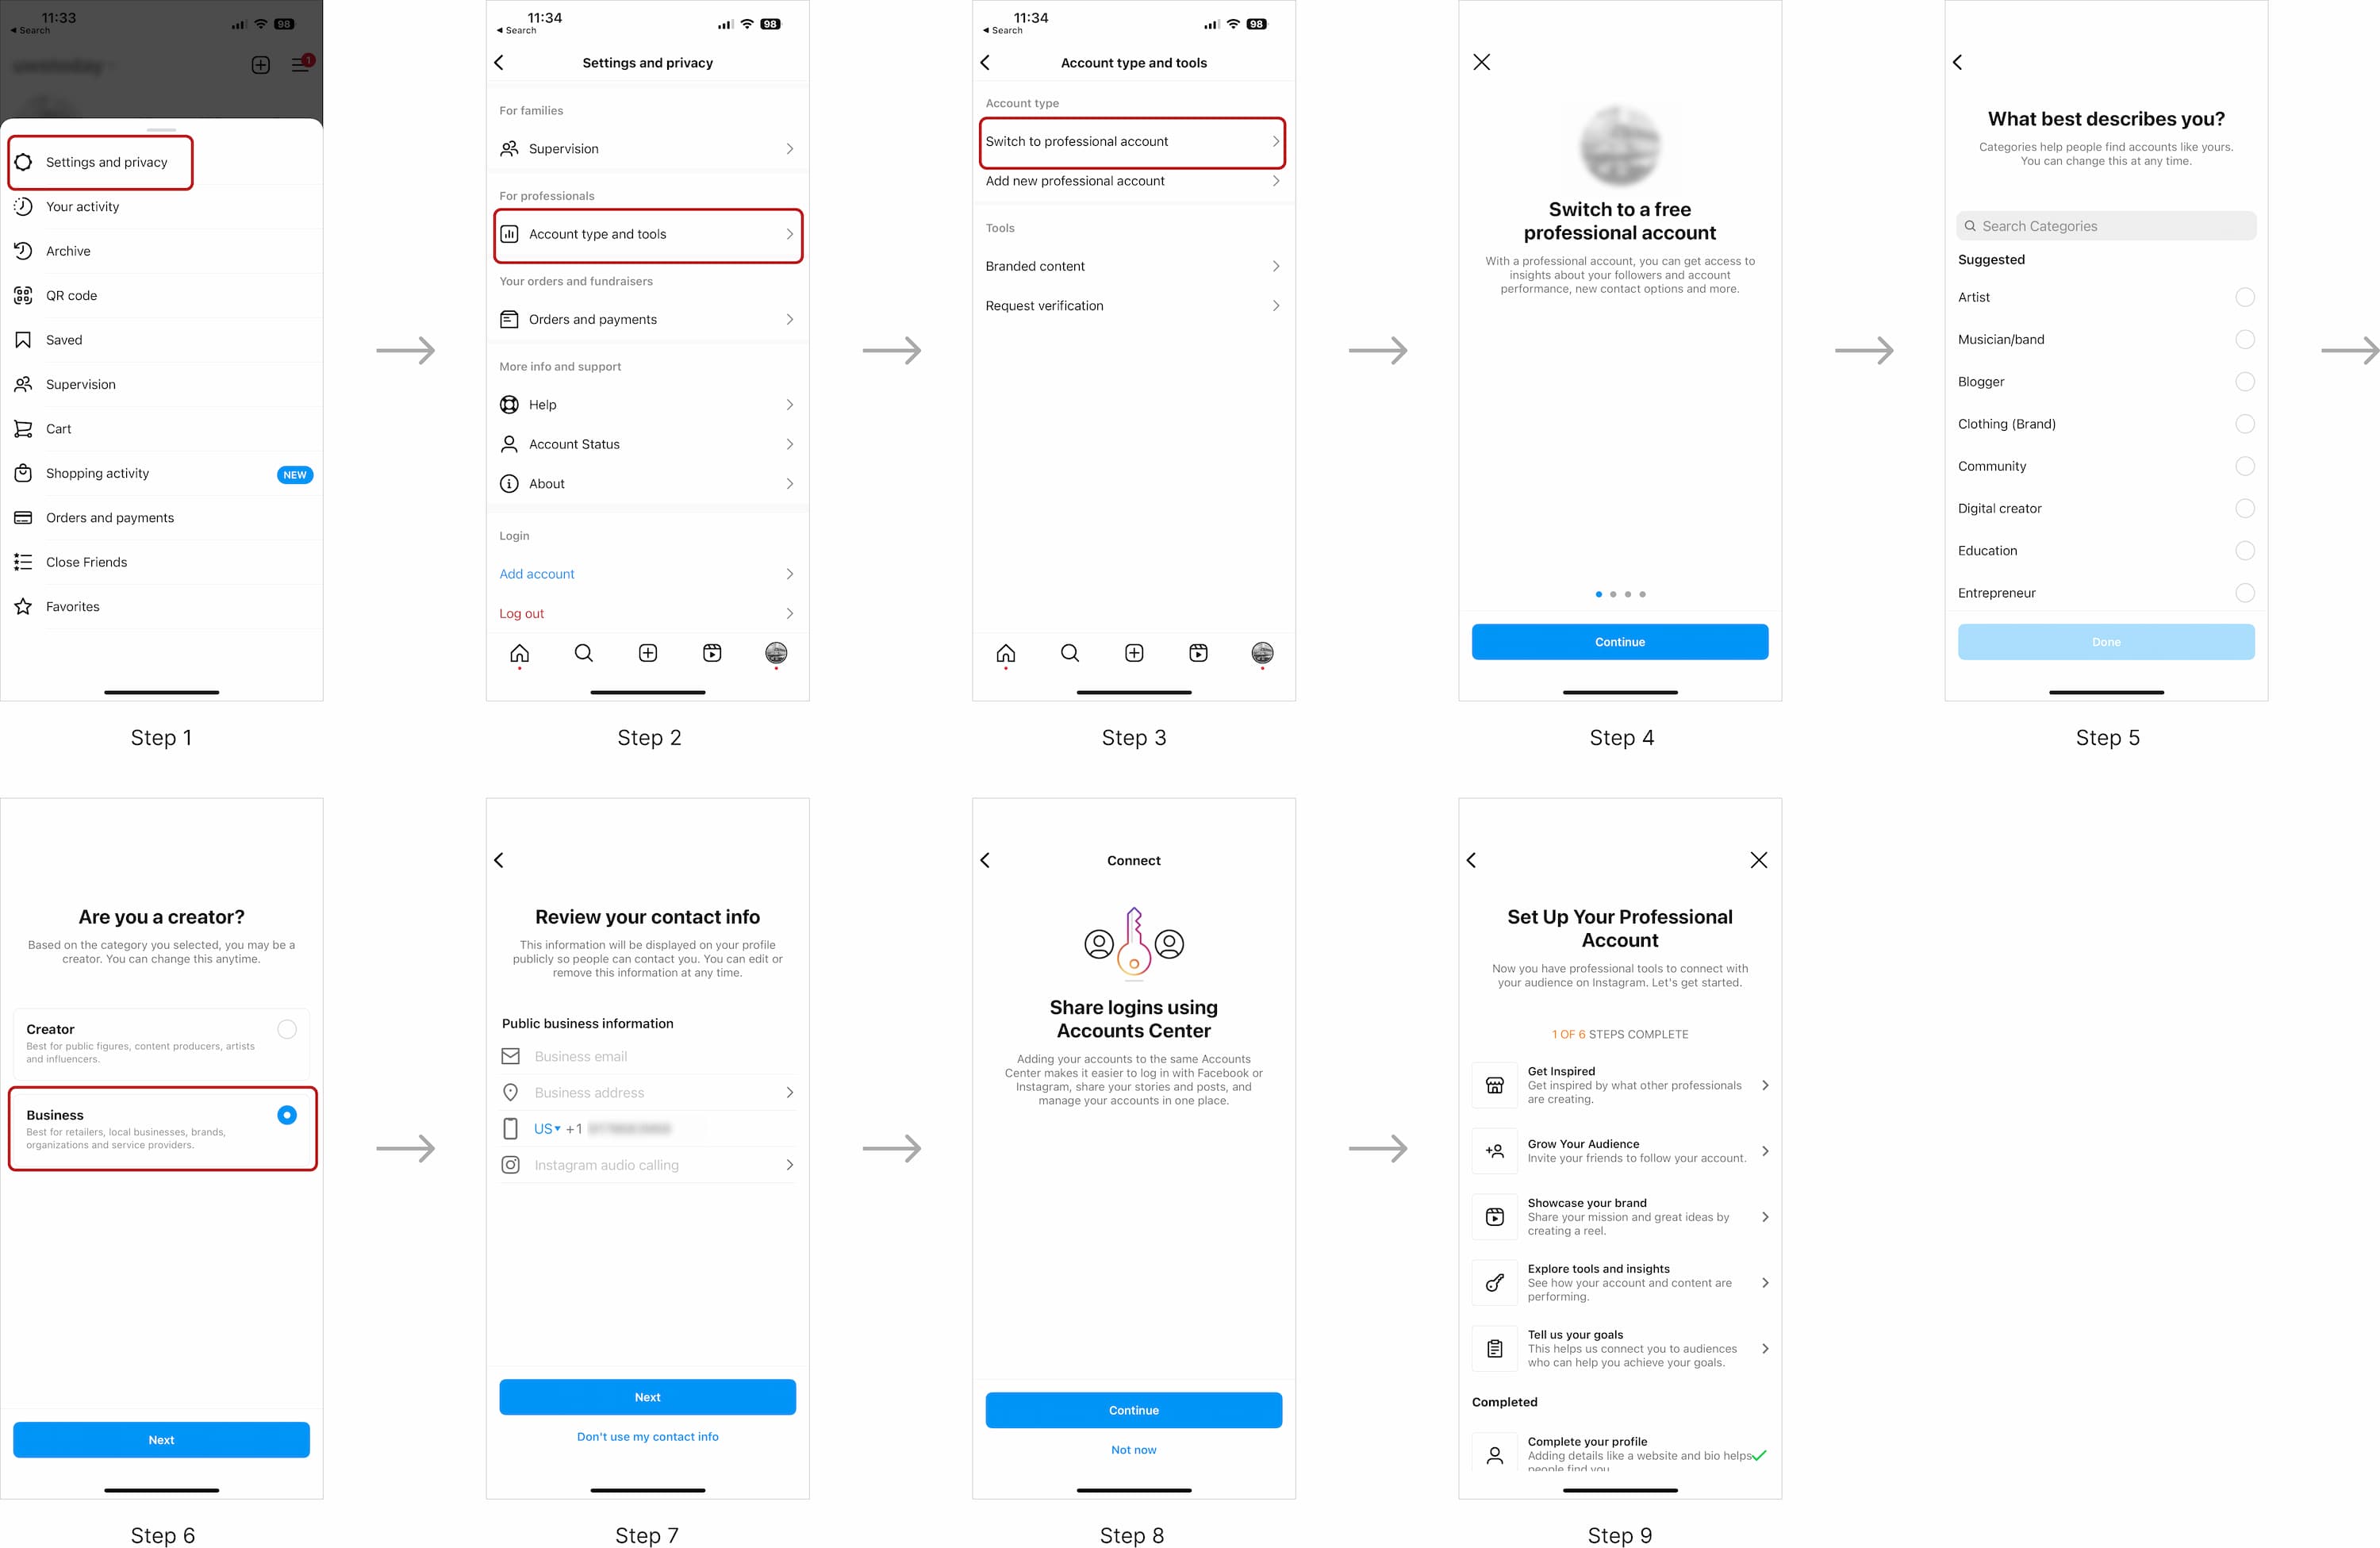 11:33
98
◄ Search
1
Settings and privacy
Your activity
Archive
QR code
Saved
Supervision
Cart
Shopping activity
NEW
Orders and payments
Close Friends
Favorites
Step 1
11:34
98
◄ Search
Settings and privacy
For families
Supervision
For professionals
Account type and tools
Your orders and fundraisers
Orders and payments
More info and support
Help
Account Status
About
Login
Add account
Log out
Step 2
11:34
98
◄ Search
Account type and tools
Account type
Switch to professional account
Add new professional account
Tools
Branded content
Request verification
Step 3
Switch to a free
professional account
With a professional account, you can get access to
insights about your followers and account
performance, new contact options and more.
Continue
Step 4
What best describes you?
Categories help people find accounts like yours.
You can change this at any time.
Search Categories
Suggested
Artist
Musician/band
Blogger
Clothing (Brand)
Community
Digital creator
Education
Entrepreneur
Done
Step 5
Are you a creator?
Based on the category you selected, you may be a
creator. You can change this anytime.
Creator
Best for public figures, content producers, artists
and influencers.
Business
Best for retailers, local businesses, brands,
organizations and service providers.
Next
Step 6
Review your contact info
This information will be displayed on your profile
publicly so people can contact you. You can edit or
remove this information at any time.
Public business information
Business email
Business address
US +1
Instagram audio calling
Next
Don't use my contact info
Step 7
Connect
Share logins using
Accounts Center
Adding your accounts to the same Accounts
Center makes it easier to log in with Facebook or
Instagram, share your stories and posts, and
manage your accounts in one place.
Continue
Not now
Step 8
Set Up Your Professional
Account
Now you have professional tools to connect with
your audience on Instagram. Let's get started.
1 OF 6 STEPS COMPLETE
Get Inspired
Get inspired by what other professionals
are creating.
Grow Your Audience
Invite your friends to follow your account.
Showcase your brand
Share your mission and great ideas by
creating a reel.
Explore tools and insights
See how your account and content are
performing.
Tell us your goals
This helps us connect you to audiences
who can help you achieve your goals.
Completed
Complete your profile
Adding details like a website and bio helps
people find you
Step 9